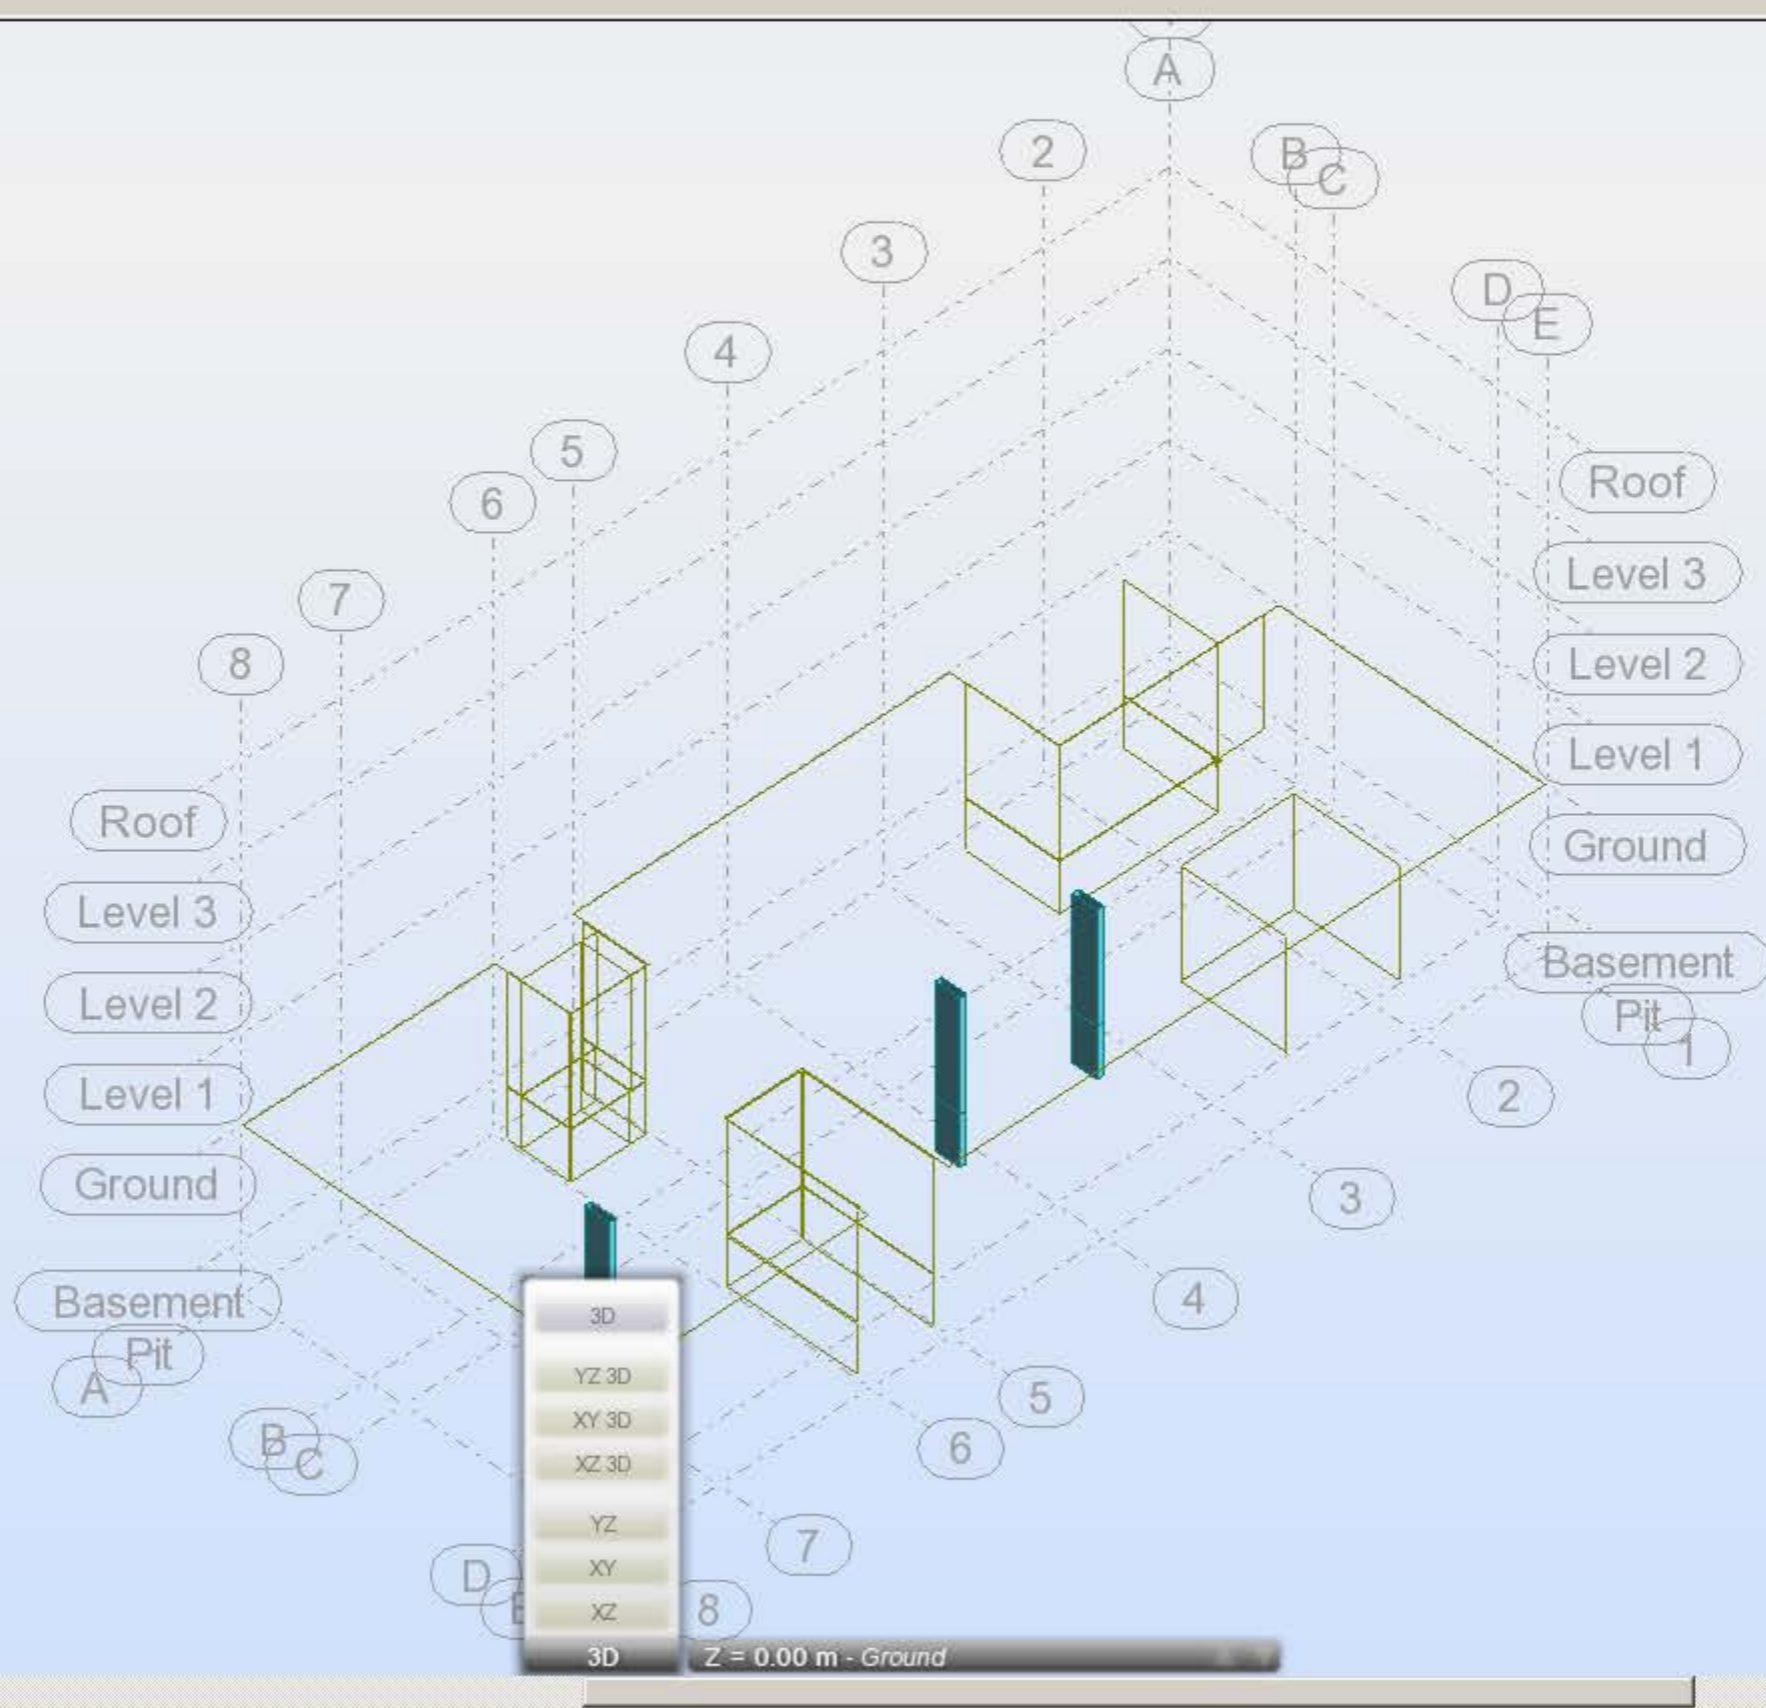 A
2
B
C
3
D
E
4
5
6
7
8
Roof
Level 3
Level 2
Level 1
Ground
Basement
Pit
1
2
3
4
5
6
7
8
Roof
Level 3
Level 2
Level 1
Ground
Basement
Pit
A
B
C
D
E
3D
YZ 3D
XY 3D
XZ 3D
YZ
XY
XZ
3D
Z = 0.00 m - Ground